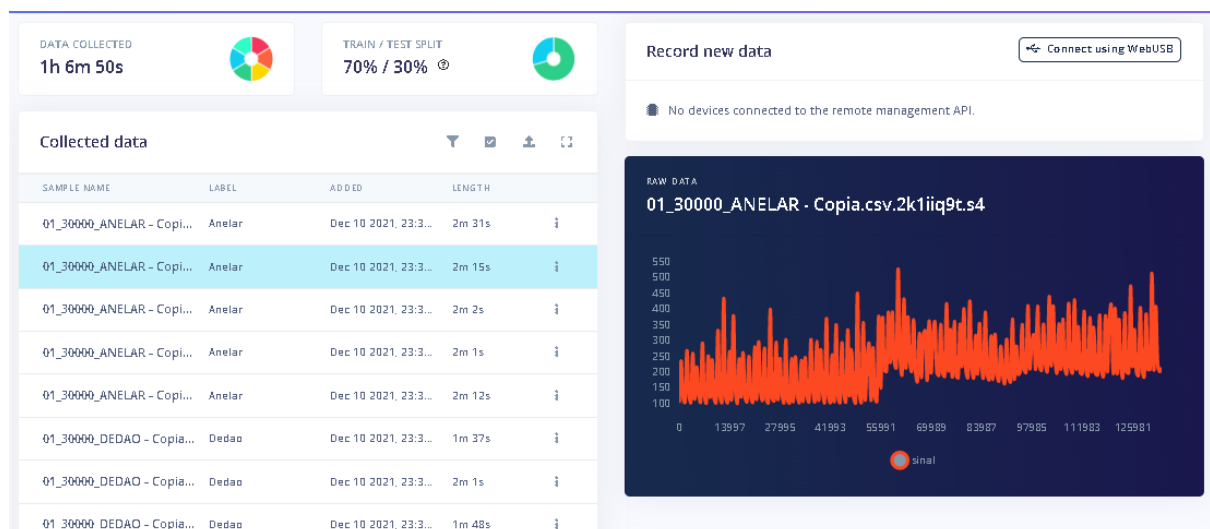 DATA COLLECTED
1h 6m 50s
TRAIN / TEST SPLIT
70% / 30%
Collected data
SAMPLE NAME LABEL ADDED LENGTH
01_30000_ANELAR - Copi... Anelar Dec 10 2021, 23:3... 2m 31s
01_30000_ANELAR - Copi... Anelar Dec 10 2021, 23:3... 2m 15s
01_30000_ANELAR - Copi... Anelar Dec 10 2021, 23:3... 2m 2s
01_30000_ANELAR - Copi... Anelar Dec 10 2021, 23:3... 2m 1s
01_30000_ANELAR - Copi... Anelar Dec 10 2021, 23:3... 2m 12s
01_30000_DEDAO - Copia... Dedao Dec 10 2021, 23:3... 1m 37s
01_30000_DEDAO - Copia... Dedao Dec 10 2021, 23:3... 2m 1s
01_30000_DEDAO - Copia... Dedao Dec 10 2021, 23:3... 1m 48s
Record new data
Connect using WebUSB
No devices connected to the remote management API.
RAW DATA
01_30000_ANELAR - Copia.csv.2k1iiq9t.s4
550
500
450
400
350
300
250
200
150
100
0 13997 27995 41993 55991 69989 83987 97985 111983 125981
sinal